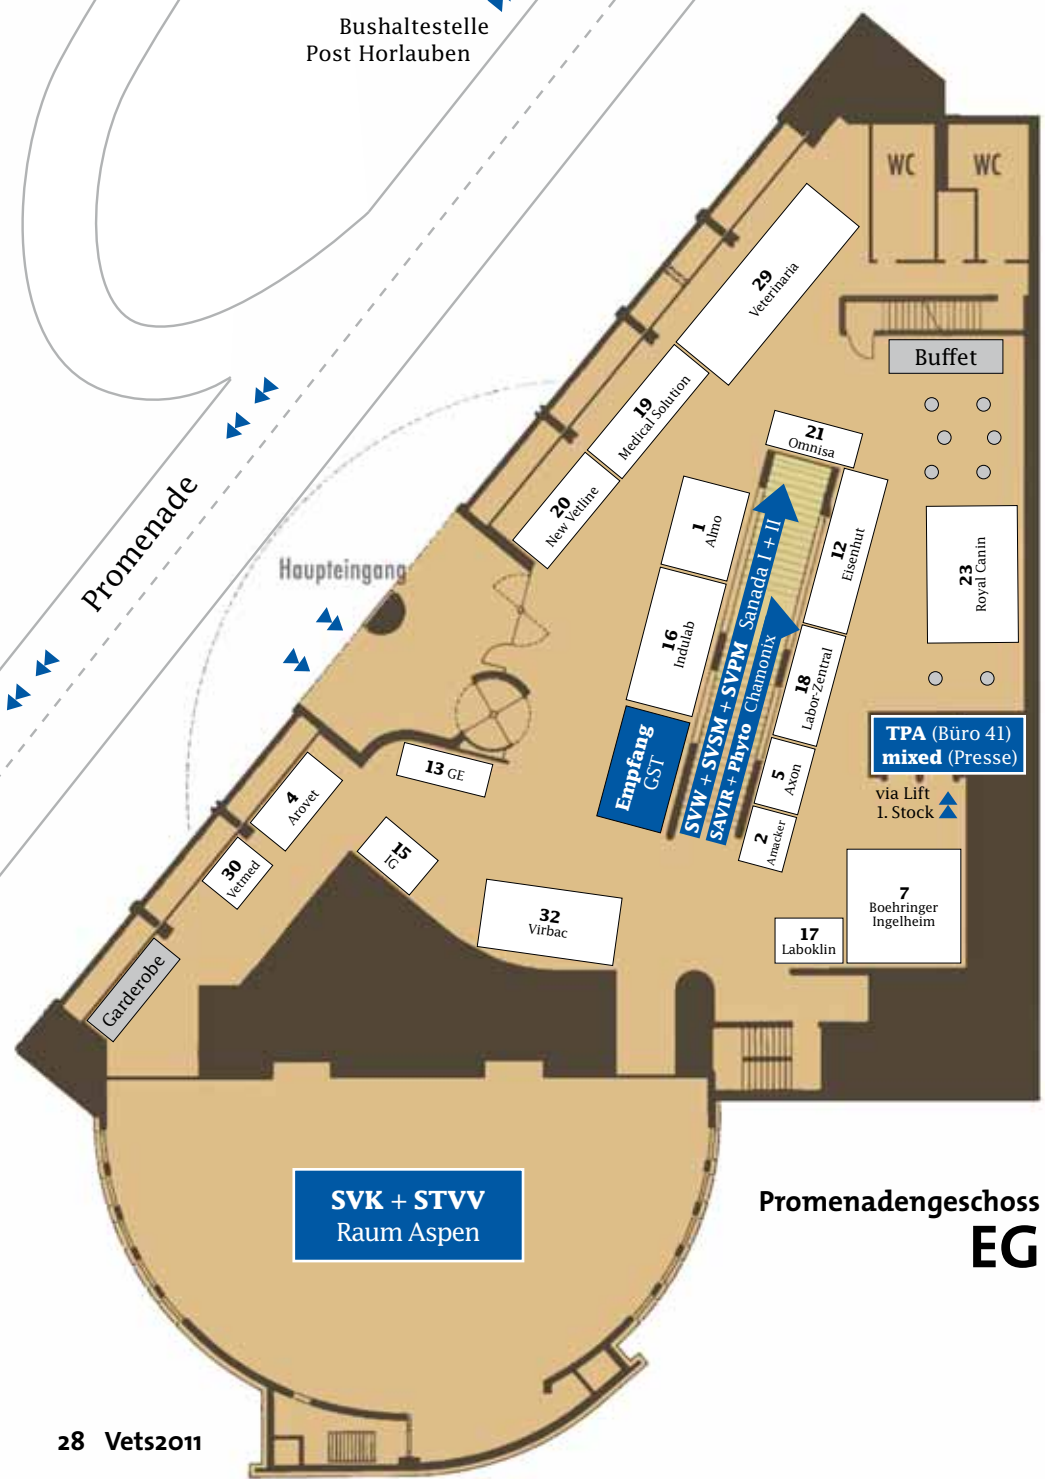 Bushaltestelle
Post Horlauben
WC
WC
29
Veterinaria
Buffet
19
Medical Solution
21
Omnisa
20
New Vetline
1
Almo
12
Eisenhut
23
Royal Canin
Promenade
Haupteingang
16
Indulab
18
Labor-Zentral
SVW + SVSM + SVPM Sanada I + II
SAVIR + Phyto Chamonix
Empfang
GST
TPA (Büro 41)
mixed (Presse)
via Lift
1. Stock
13 GE
5
Axon
4
Arovet
2
Amacker
15
IG
30
Vetmed
7
Boehringer
Ingelheim
32
Virbac
17
Laboklin
Garderobe
SVK + STVV
Raum Aspen
Promenadengeschoss
EG
28 Vets2011